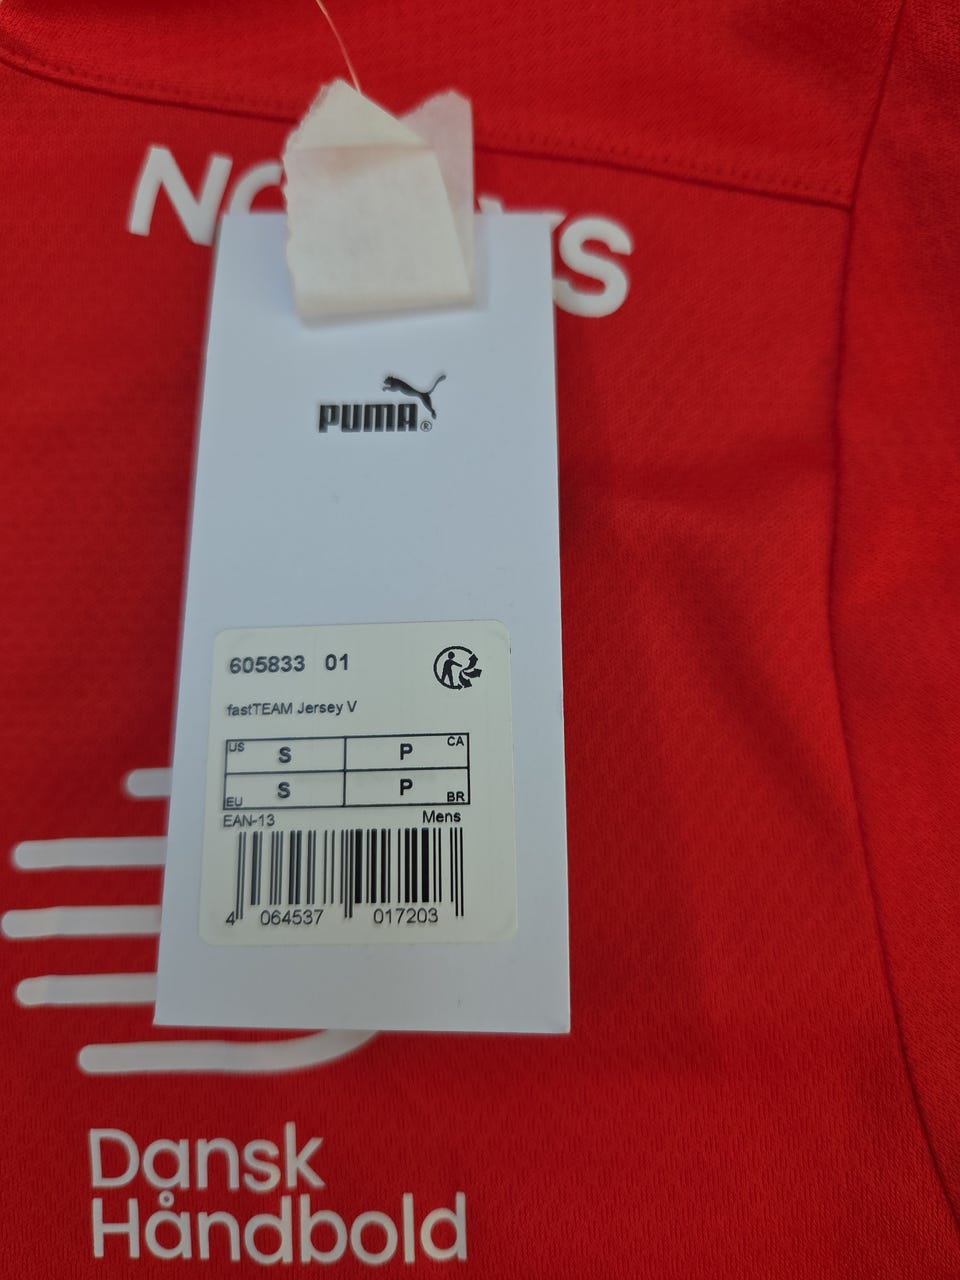 PUMA®
605833 01
fastTEAM Jersey V
US S P CA
EU S P BR
EAN-13 Mens
4 064537 017203
Dansk
Håndbold